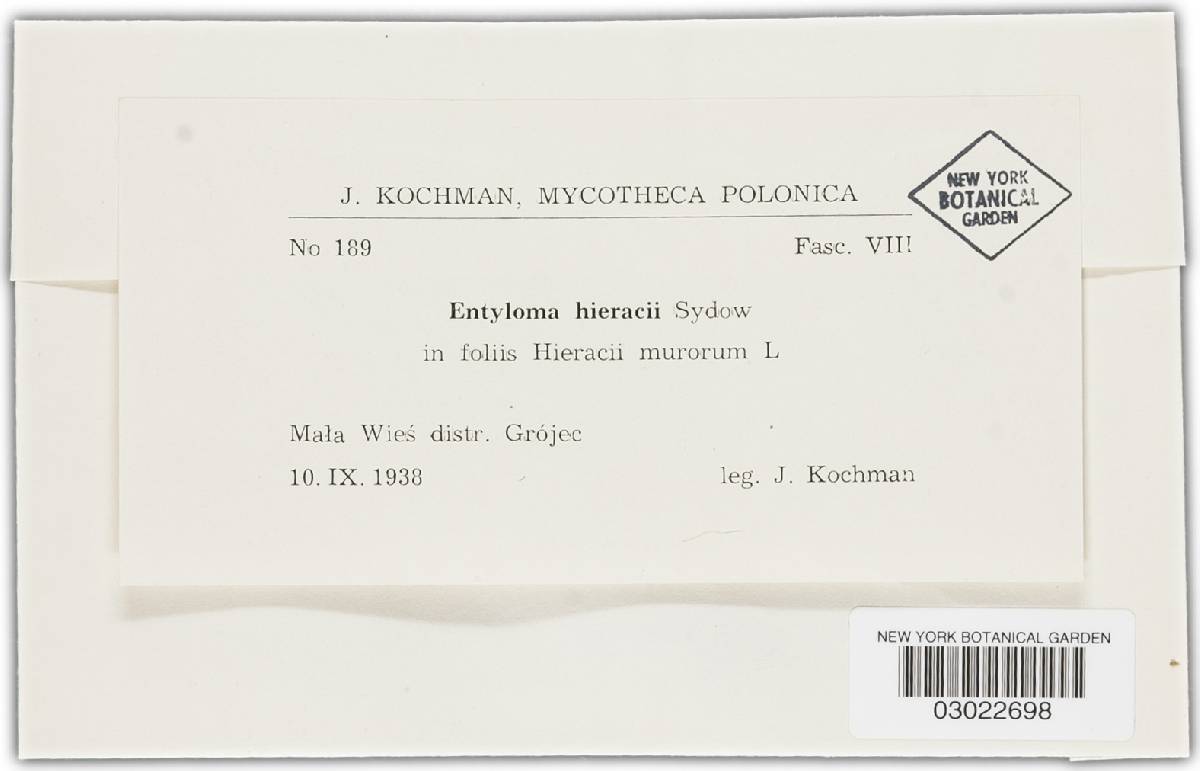 J. KOCHMAN, MYCOTHECA POLONICA
No 189 Fasc. VIII
NEW YORK
BOTANICAL
GARDEN
Entyloma hieracii Sydow
in foliis Hieracii murorum L
Mała Wieś distr. Grójec
10. IX. 1938 leg. J. Kochman
NEW YORK BOTANICAL GARDEN
03022698